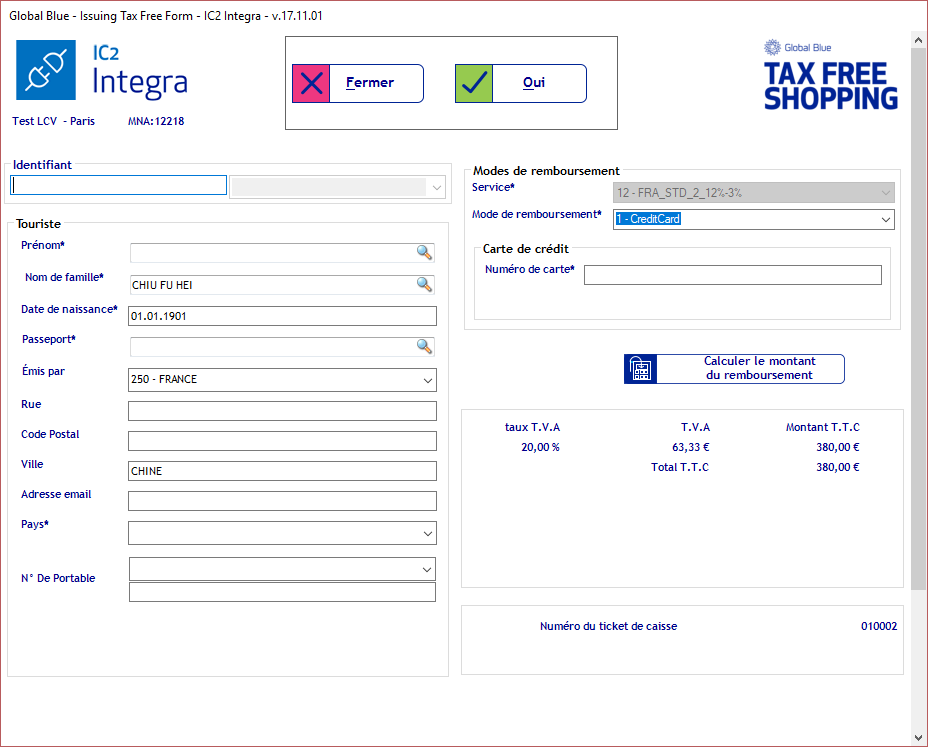 Global Blue - Issuing Tax Free Form - IC2 Integra - v.17.11.01
IC2
Integra
Test LCV - Paris MNA:12218
Fermer
Oui
Global Blue
TAX FREE
SHOPPING
Identifiant
Touriste
Prénom*
Nom de famille* CHIU FU HEI
Date de naissance* 01.01.1901
Passeport*
Émis par 250 - FRANCE
Rue
Code Postal
Ville CHINE
Adresse email
Pays*
N° De Portable
Modes de remboursement
Service* 12 - FRA_STD_2_12%-3%
Mode de remboursement* 1 - CreditCard
Carte de crédit
Numéro de carte*
Calculer le montant
du remboursement
taux T.V.A T.V.A Montant T.T.C
20,00 % 63,33 € 380,00 €
Total T.T.C 380,00 €
Numéro du ticket de caisse 010002